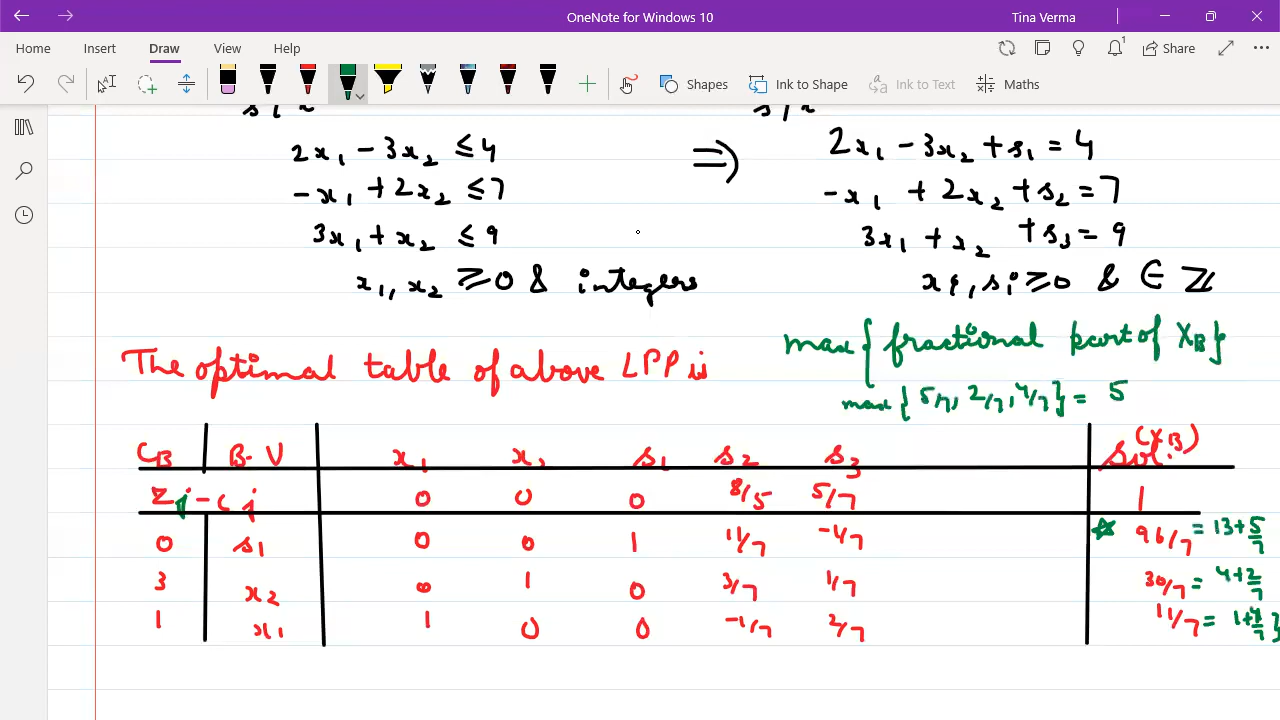 OneNote for Windows 10
Tina Verma
Home Insert Draw View Help
1
Share
Shapes
Ink to Shape
Ink to Text
Maths
2x₁ - 3x₂ ≤ 4 ⇒ 2x₁ - 3x₂ + s₁ = 4
-x₁ + 2x₂ ≤ 7 -x₁ + 2x₂ + s₂ = 7
3x₁ + x₂ ≤ 9 3x₁ + x₂ + s₃ = 9
x₁, x₂ ≥ 0 & integers xᵢ, sᵢ ≥ 0 & ∈ ℤ
max { fractional part of X_B }
The optimal table of above LPP is
max { 5/7, 2/7, 4/7 } = 5
C_B B.V x₁ x₂ s₁ s₂ s₃ Sol. (X_B)
Zj - Cj 0 0 0 8/5 5/7 1
0 s₁ 0 0 1 11/7 -4/7 96/7 = 13 + 5/7
3 x₂ 0 1 0 3/7 1/7 30/7 = 4 + 2/7
1 x₁ 1 0 0 -1/7 2/7 11/7 = 1 + 4/7 }